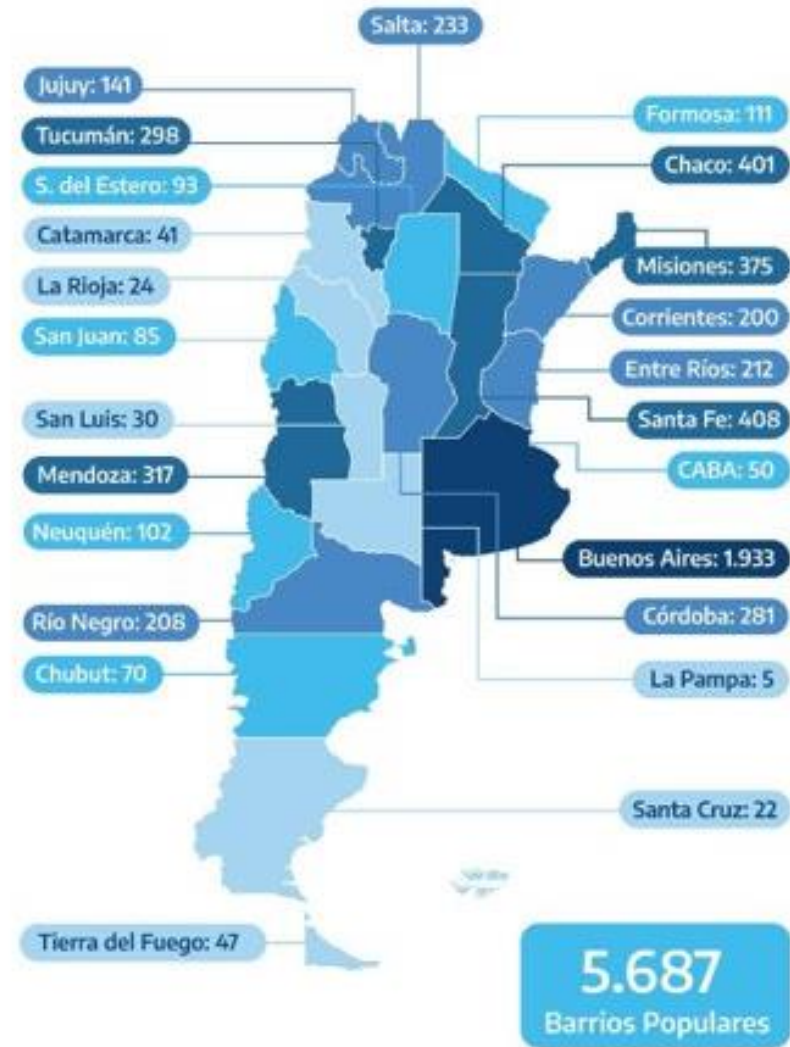 Salta: 233
Jujuy: 141
Tucumán: 298
S. del Estero: 93
Catamarca: 41
La Rioja: 24
San Juan: 85
San Luis: 30
Mendoza: 317
Neuquén: 102
Río Negro: 208
Chubut: 70
Tierra del Fuego: 47
Formosa: 111
Chaco: 401
Misiones: 375
Corrientes: 200
Entre Ríos: 212
Santa Fe: 408
CABA: 50
Buenos Aires: 1.933
Córdoba: 281
La Pampa: 5
Santa Cruz: 22
5.687
Barrios Populares